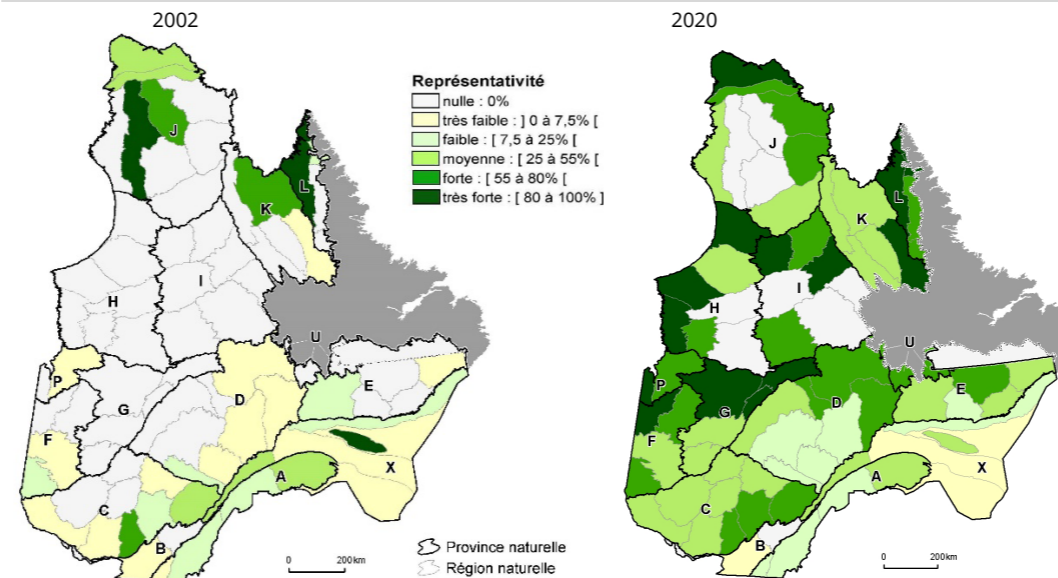 2002
2020
Représentativité
nulle : 0%
très faible : ] 0 à 7,5% [
faible : [ 7,5 à 25% [
moyenne : [ 25 à 55% [
forte : [ 55 à 80% [
très forte : [ 80 à 100% ]
J
L
K
I
H
U
P
E
D
G
F
X
A
C
B
0 200km
Province naturelle
Région naturelle
J
L
K
I
H
U
P
E
D
G
F
X
A
C
B
0 200km